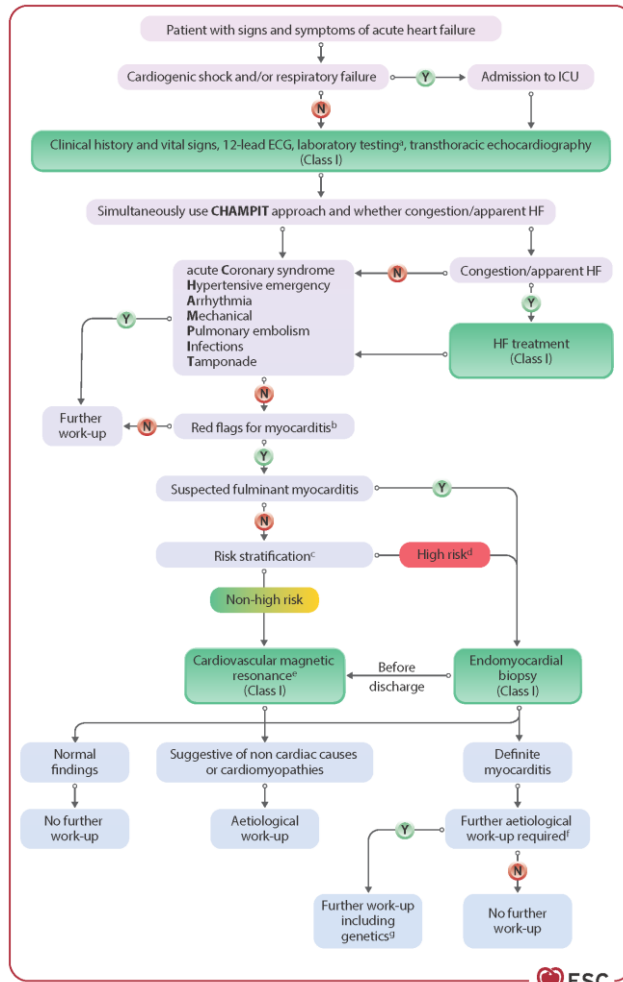 Patient with signs and symptoms of acute heart failure
Cardiogenic shock and/or respiratory failure
Y
Admission to ICU
N
Clinical history and vital signs, 12-lead ECG, laboratory testingᵃ, transthoracic echocardiography
(Class I)
Simultaneously use CHAMPIT approach and whether congestion/apparent HF
acute Coronary syndrome
Hypertensive emergency
Arrhythmia
Mechanical
Pulmonary embolism
Infections
Tamponade
N
Congestion/apparent HF
Y
Y
HF treatment
(Class I)
N
Further
work-up
N
Red flags for myocarditisᵇ
Y
Suspected fulminant myocarditis
Y
N
Risk stratificationᶜ
High riskᵈ
Non-high risk
Cardiovascular magnetic
resonanceᵉ
(Class I)
Before
discharge
Endomyocardial
biopsy
(Class I)
Normal
findings
Suggestive of non cardiac causes
or cardiomyopathies
Definite
myocarditis
No further
work-up
Aetiological
work-up
Y
Further aetiological
work-up requiredᶠ
N
Further work-up
including
geneticsᵍ
No further
work-up
ESC